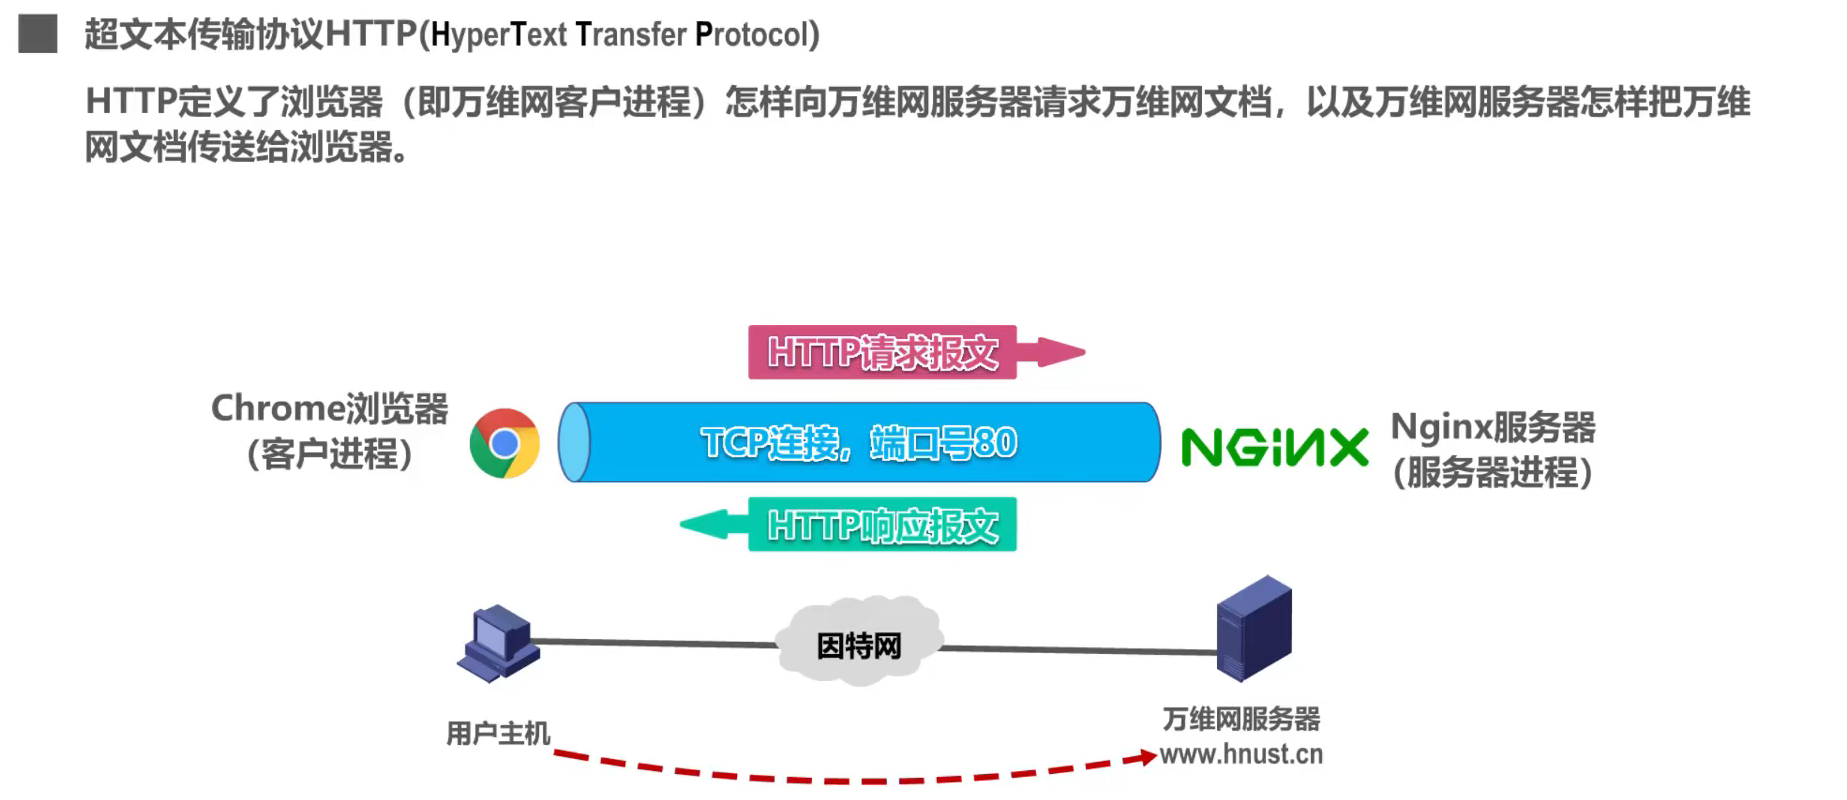 超文本传输协议HTTP(HyperText Transfer Protocol)
HTTP定义了浏览器（即万维网客户进程）怎样向万维网服务器请求万维网文档，以及万维网服务器怎样把万维
网文档传送给浏览器。
HTTP请求报文
Chrome浏览器
（客户进程）
TCP连接，端口号80
NGINX
Nginx服务器
（服务器进程）
HTTP响应报文
因特网
用户主机
万维网服务器
www.hnust.cn